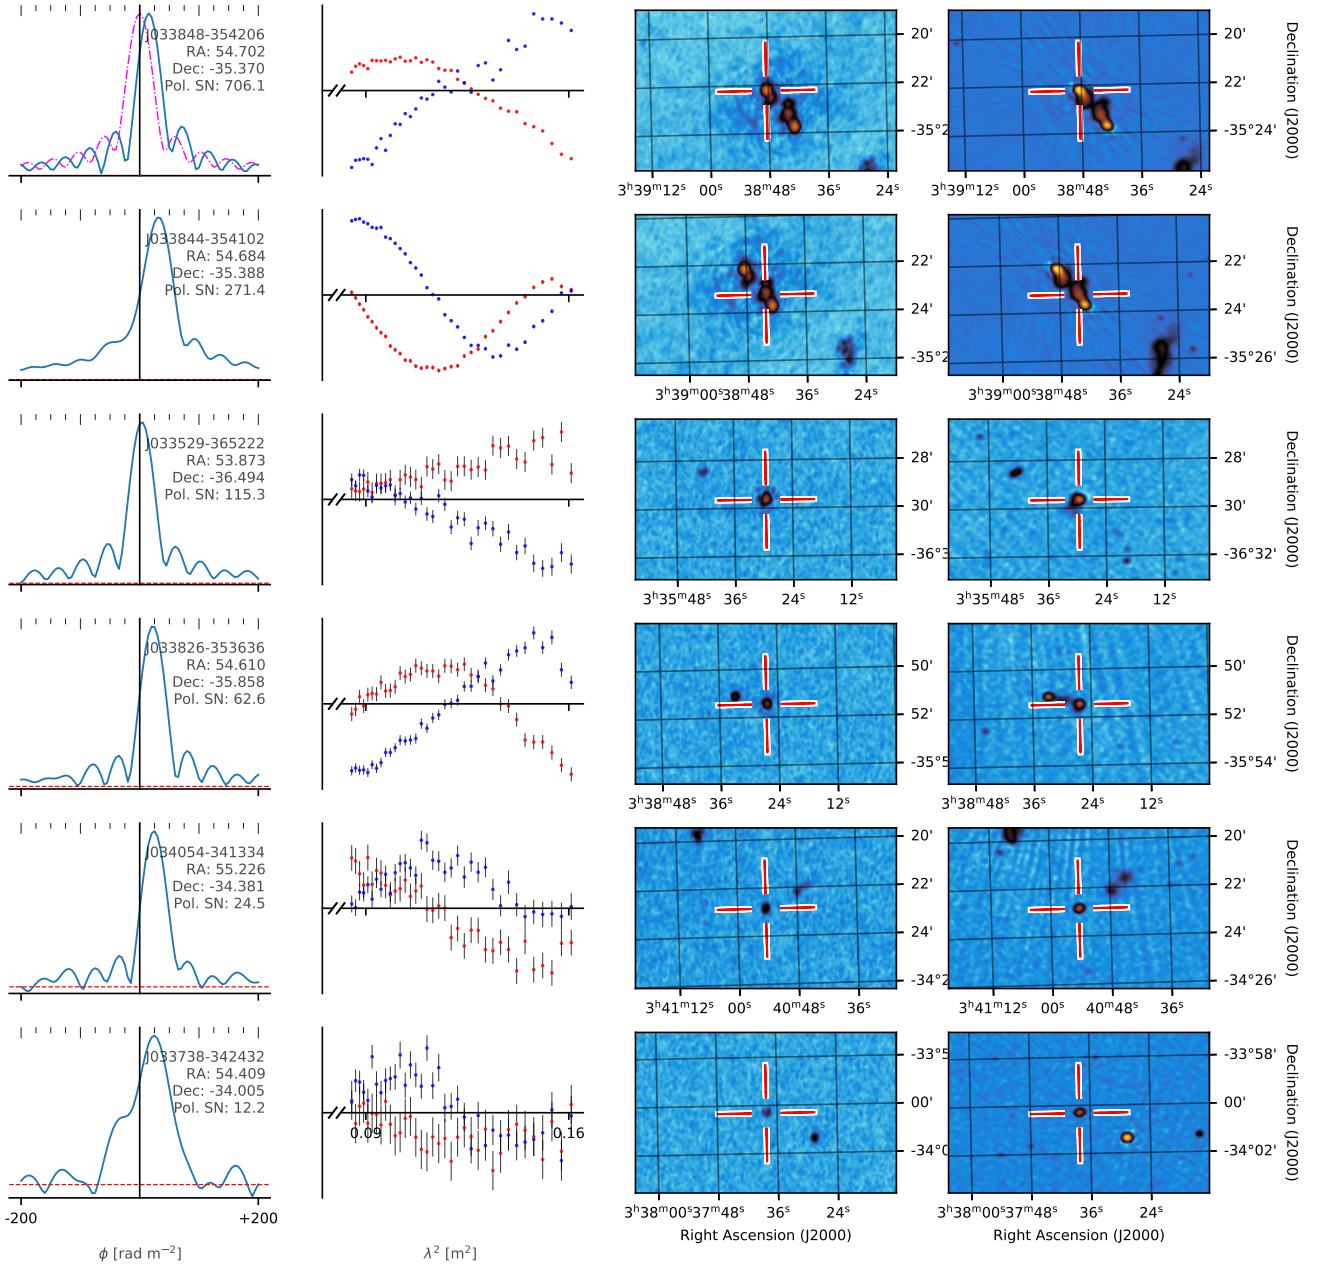 J033848-354206
RA: 54.702
Dec: -35.370
Pol. SN: 706.1
20'
22'
-35°2
20'
22'
-35°24'
Declination (J2000)
3ʰ39ᵐ12ˢ 00ˢ 38ᵐ48ˢ 36ˢ 24ˢ
3ʰ39ᵐ12ˢ 00ˢ 38ᵐ48ˢ 36ˢ 24ˢ
J033844-354102
RA: 54.684
Dec: -35.388
Pol. SN: 271.4
22'
24'
-35°2
22'
24'
-35°26'
Declination (J2000)
3ʰ39ᵐ00ˢ38ᵐ48ˢ 36ˢ 24ˢ
3ʰ39ᵐ00ˢ38ᵐ48ˢ 36ˢ 24ˢ
J033529-365222
RA: 53.873
Dec: -36.494
Pol. SN: 115.3
28'
30'
-36°3
28'
30'
-36°32'
Declination (J2000)
3ʰ35ᵐ48ˢ 36ˢ 24ˢ 12ˢ
3ʰ35ᵐ48ˢ 36ˢ 24ˢ 12ˢ
J033826-353636
RA: 54.610
Dec: -35.858
Pol. SN: 62.6
50'
52'
-35°5
50'
52'
-35°54'
Declination (J2000)
3ʰ38ᵐ48ˢ 36ˢ 24ˢ 12ˢ
3ʰ38ᵐ48ˢ 36ˢ 24ˢ 12ˢ
J034054-341334
RA: 55.226
Dec: -34.381
Pol. SN: 24.5
20'
22'
24'
-34°2
20'
22'
24'
-34°26'
Declination (J2000)
3ʰ41ᵐ12ˢ 00ˢ 40ᵐ48ˢ 36ˢ
3ʰ41ᵐ12ˢ 00ˢ 40ᵐ48ˢ 36ˢ
J033738-342432
RA: 54.409
Dec: -34.005
Pol. SN: 12.2
0.09 0.16
-33°5
00'
-34°0
-33°58'
00'
-34°02'
Declination (J2000)
-200 +200
3ʰ38ᵐ00ˢ37ᵐ48ˢ 36ˢ 24ˢ
3ʰ38ᵐ00ˢ37ᵐ48ˢ 36ˢ 24ˢ
ϕ [rad m⁻²]
λ² [m²]
Right Ascension (J2000)
Right Ascension (J2000)